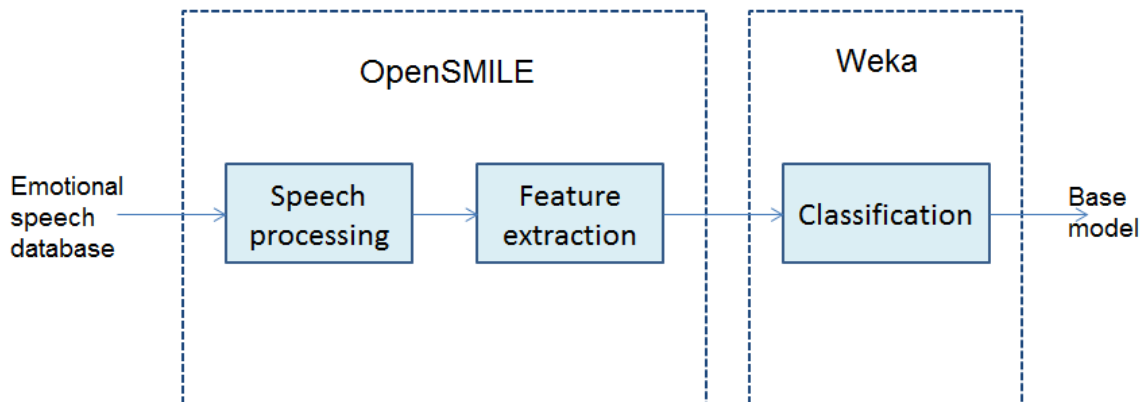 OpenSMILE
Weka
Emotional
speech
database
Speech
processing
Feature
extraction
Classification
Base
model